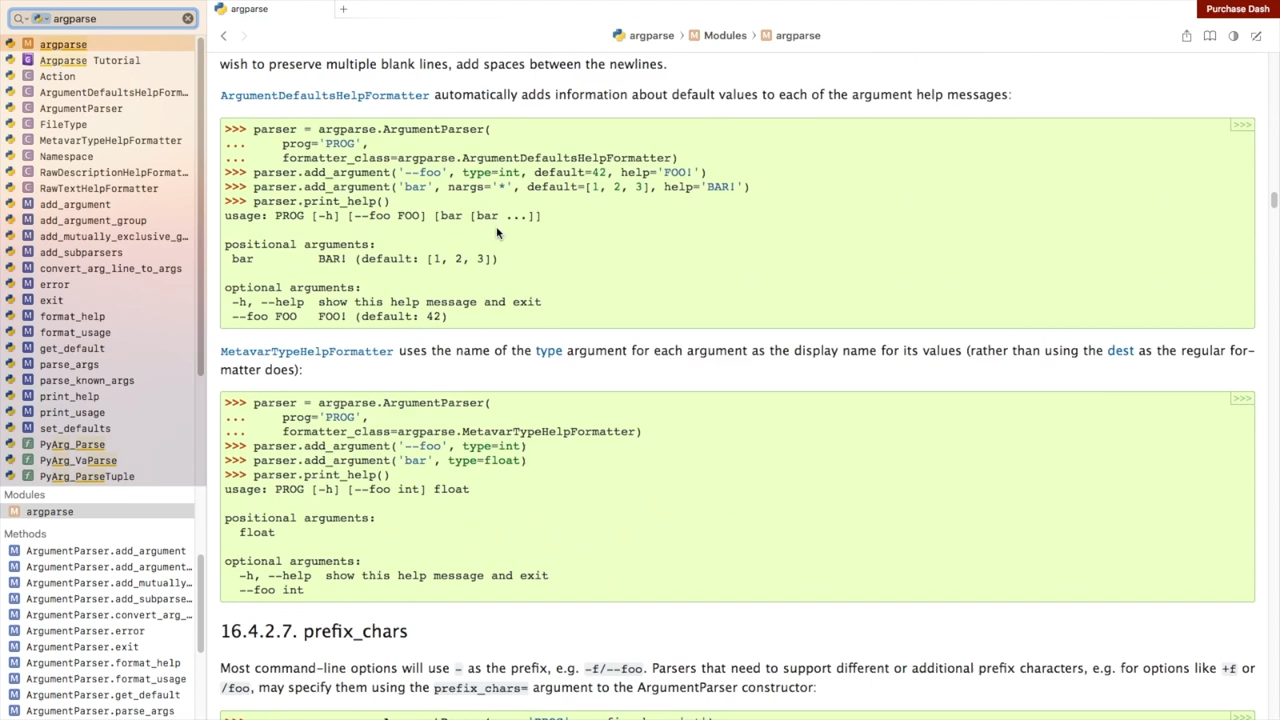 argparse
argparse
Argparse Tutorial
Action
ArgumentDefaultsHelpForm…
ArgumentParser
FileType
MetavarTypeHelpFormatter
Namespace
RawDescriptionHelpFormat…
RawTextHelpFormatter
add_argument
add_argument_group
add_mutually_exclusive_g…
add_subparsers
convert_arg_line_to_args
error
exit
format_help
format_usage
get_default
parse_args
parse_known_args
print_help
print_usage
set_defaults
PyArg_Parse
PyArg_VaParse
PyArg_ParseTuple
Modules
argparse
Methods
ArgumentParser.add_argument
ArgumentParser.add_argument…
ArgumentParser.add_mutually…
ArgumentParser.add_subparse…
ArgumentParser.convert_arg_…
ArgumentParser.error
ArgumentParser.exit
ArgumentParser.format_help
ArgumentParser.format_usage
ArgumentParser.get_default
ArgumentParser.parse_args
argparse
Purchase Dash
argparse Modules argparse
wish to preserve multiple blank lines, add spaces between the newlines.
ArgumentDefaultsHelpFormatter automatically adds information about default values to each of the argument help messages:
>>>
>>> parser = argparse.ArgumentParser(
...     prog='PROG',
...     formatter_class=argparse.ArgumentDefaultsHelpFormatter)
>>> parser.add_argument('--foo', type=int, default=42, help='FOO!')
>>> parser.add_argument('bar', nargs='*', default=[1, 2, 3], help='BAR!')
>>> parser.print_help()
usage: PROG [-h] [--foo FOO] [bar [bar ...]]
positional arguments:
 bar         BAR! (default: [1, 2, 3])
optional arguments:
 -h, --help  show this help message and exit
 --foo FOO   FOO! (default: 42)
MetavarTypeHelpFormatter uses the name of the type argument for each argument as the display name for its values (rather than using the dest as the regular for-
matter does):
>>>
>>> parser = argparse.ArgumentParser(
...     prog='PROG',
...     formatter_class=argparse.MetavarTypeHelpFormatter)
>>> parser.add_argument('--foo', type=int)
>>> parser.add_argument('bar', type=float)
>>> parser.print_help()
usage: PROG [-h] [--foo int] float
positional arguments:
  float
optional arguments:
  -h, --help  show this help message and exit
  --foo int
16.4.2.7. prefix_chars
Most command-line options will use - as the prefix, e.g. -f/--foo. Parsers that need to support different or additional prefix characters, e.g. for options like +f or
/foo, may specify them using the prefix_chars= argument to the ArgumentParser constructor:
>>>